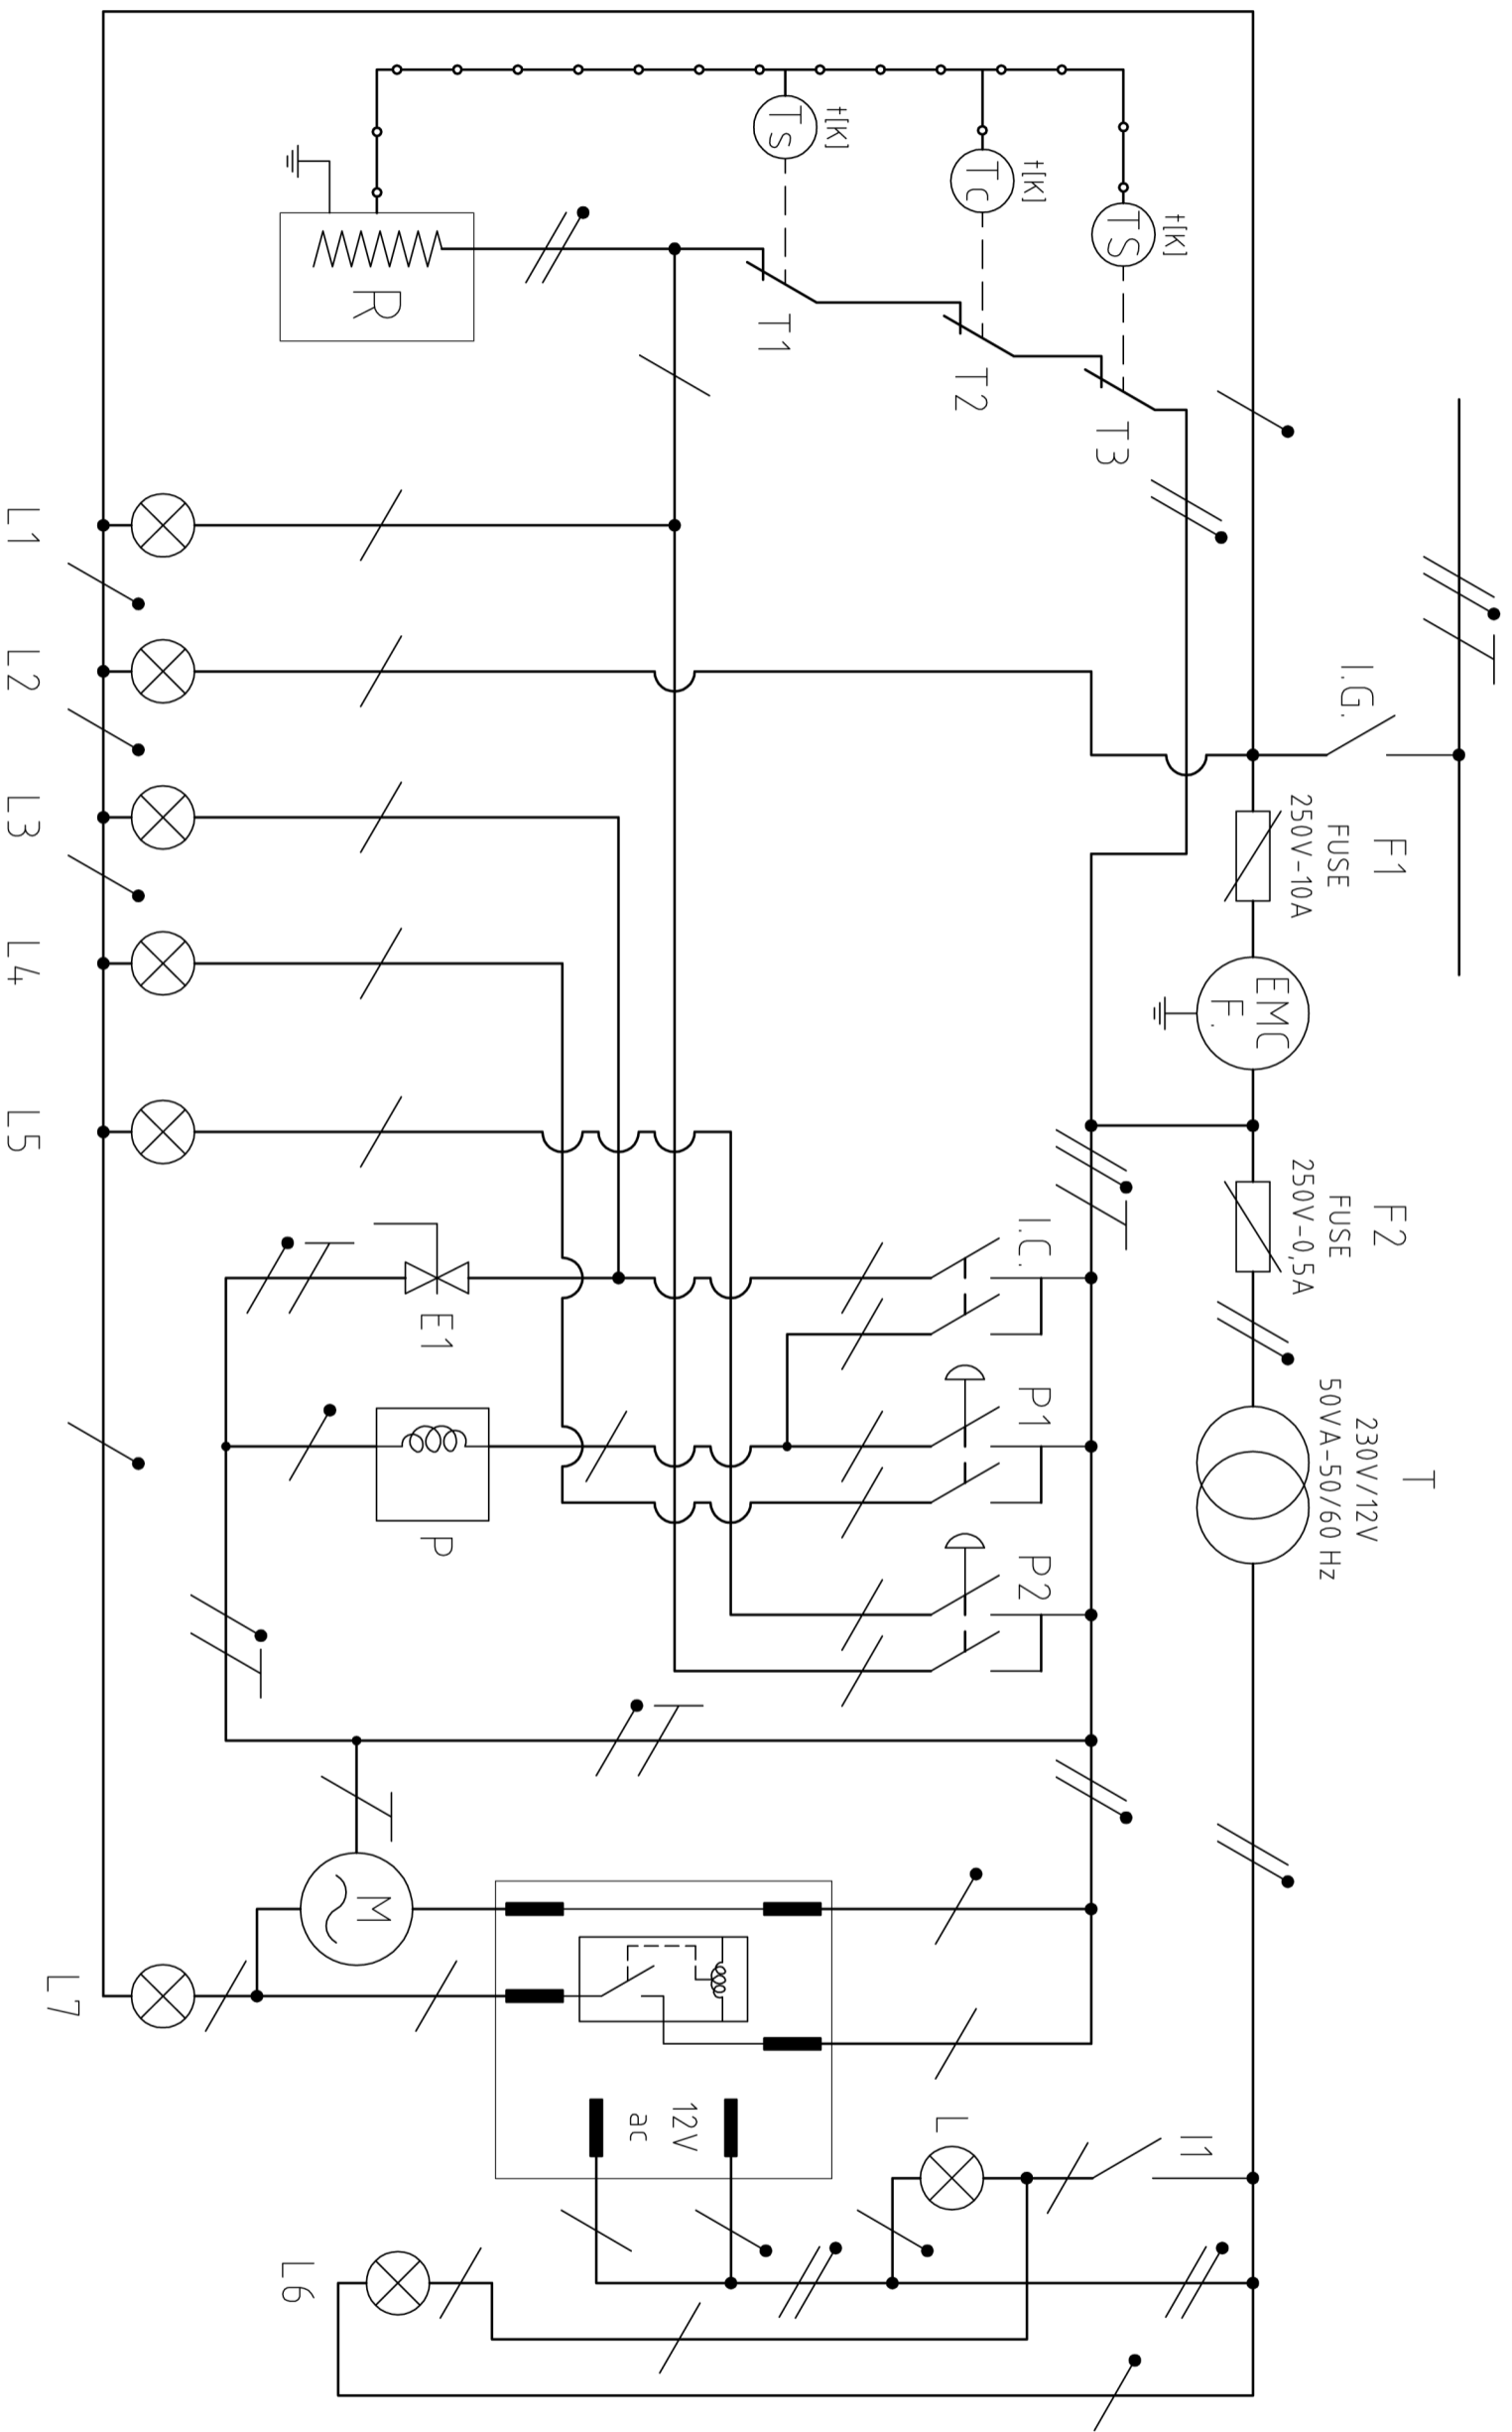 T
230V/12V
50VA-50/60 Hz
F1
FUSE
250V-10A
F2
FUSE
250V-0,5A
I.G.
EMC
F.
I1
t[K]
TS
T3
t[K]
Tc
T2
t[K]
Ts
T1
I.C.
P1
P2
L
12V
ac
R
E1
P
M
L6
L7
L1
L2
L3
L4
L5